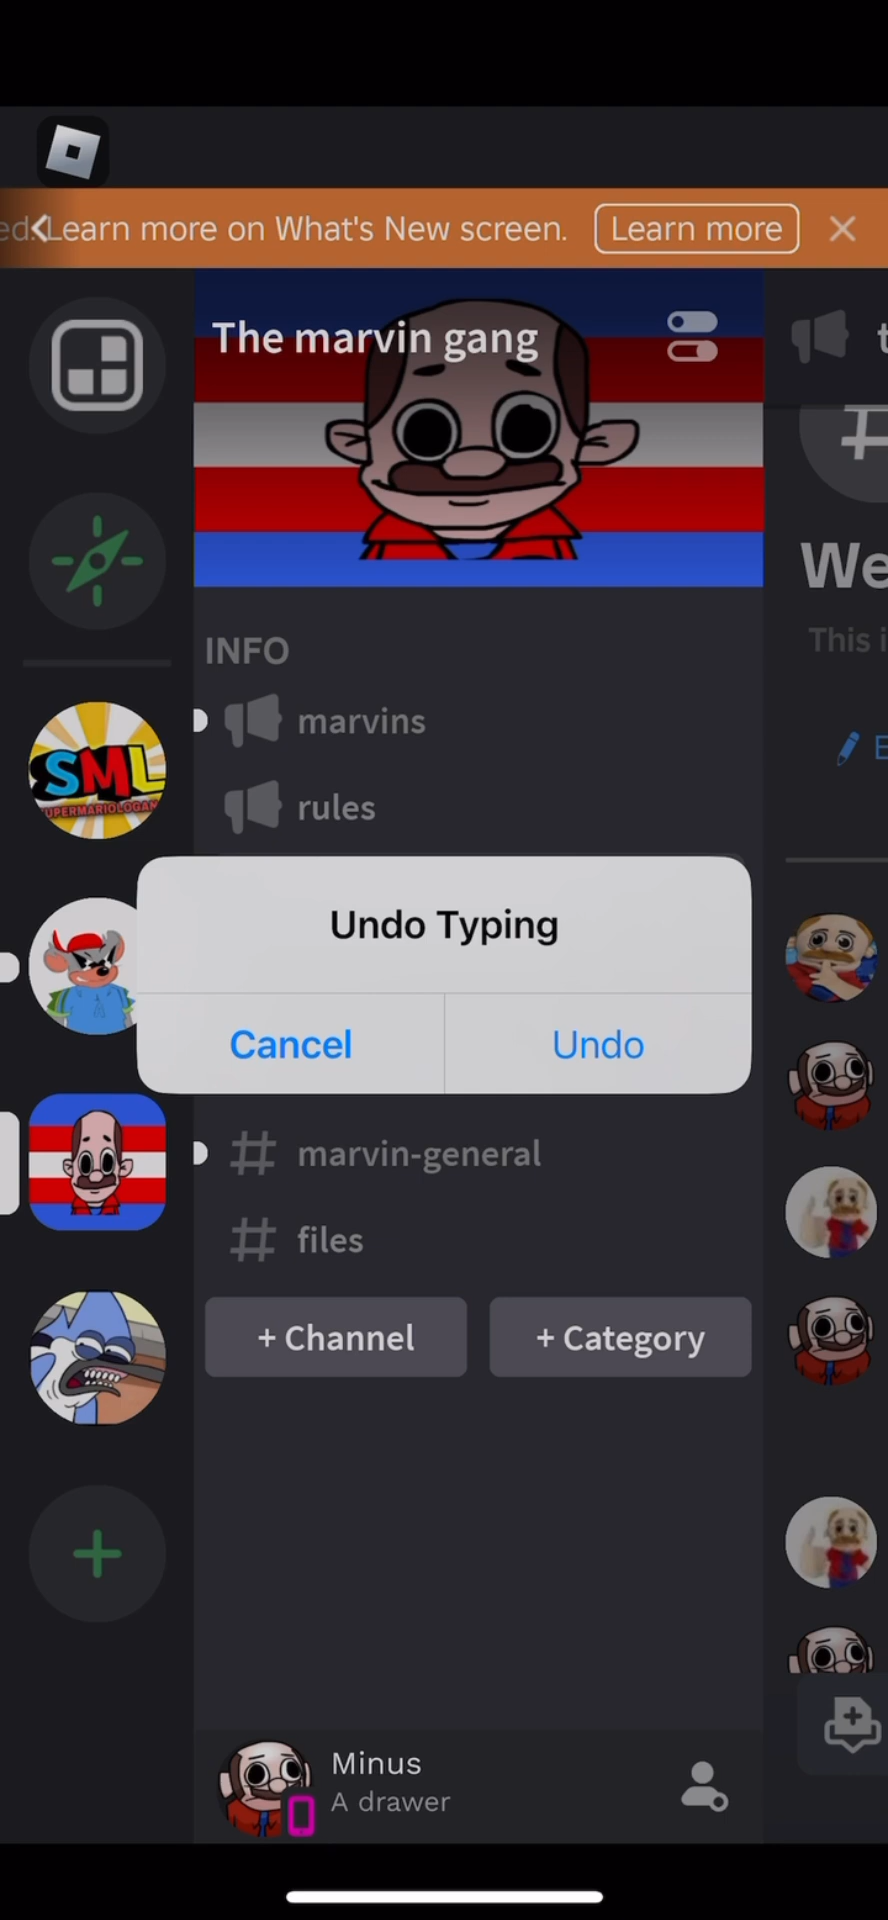 ed. Learn more on What's New screen.
Learn more
The marvin gang
t
We
This i
INFO
marvins
E
rules
SML
SUPERMARIOLOGAN
Undo Typing
Cancel
Undo
marvin-general
files
+ Channel
+ Category
Minus
A drawer